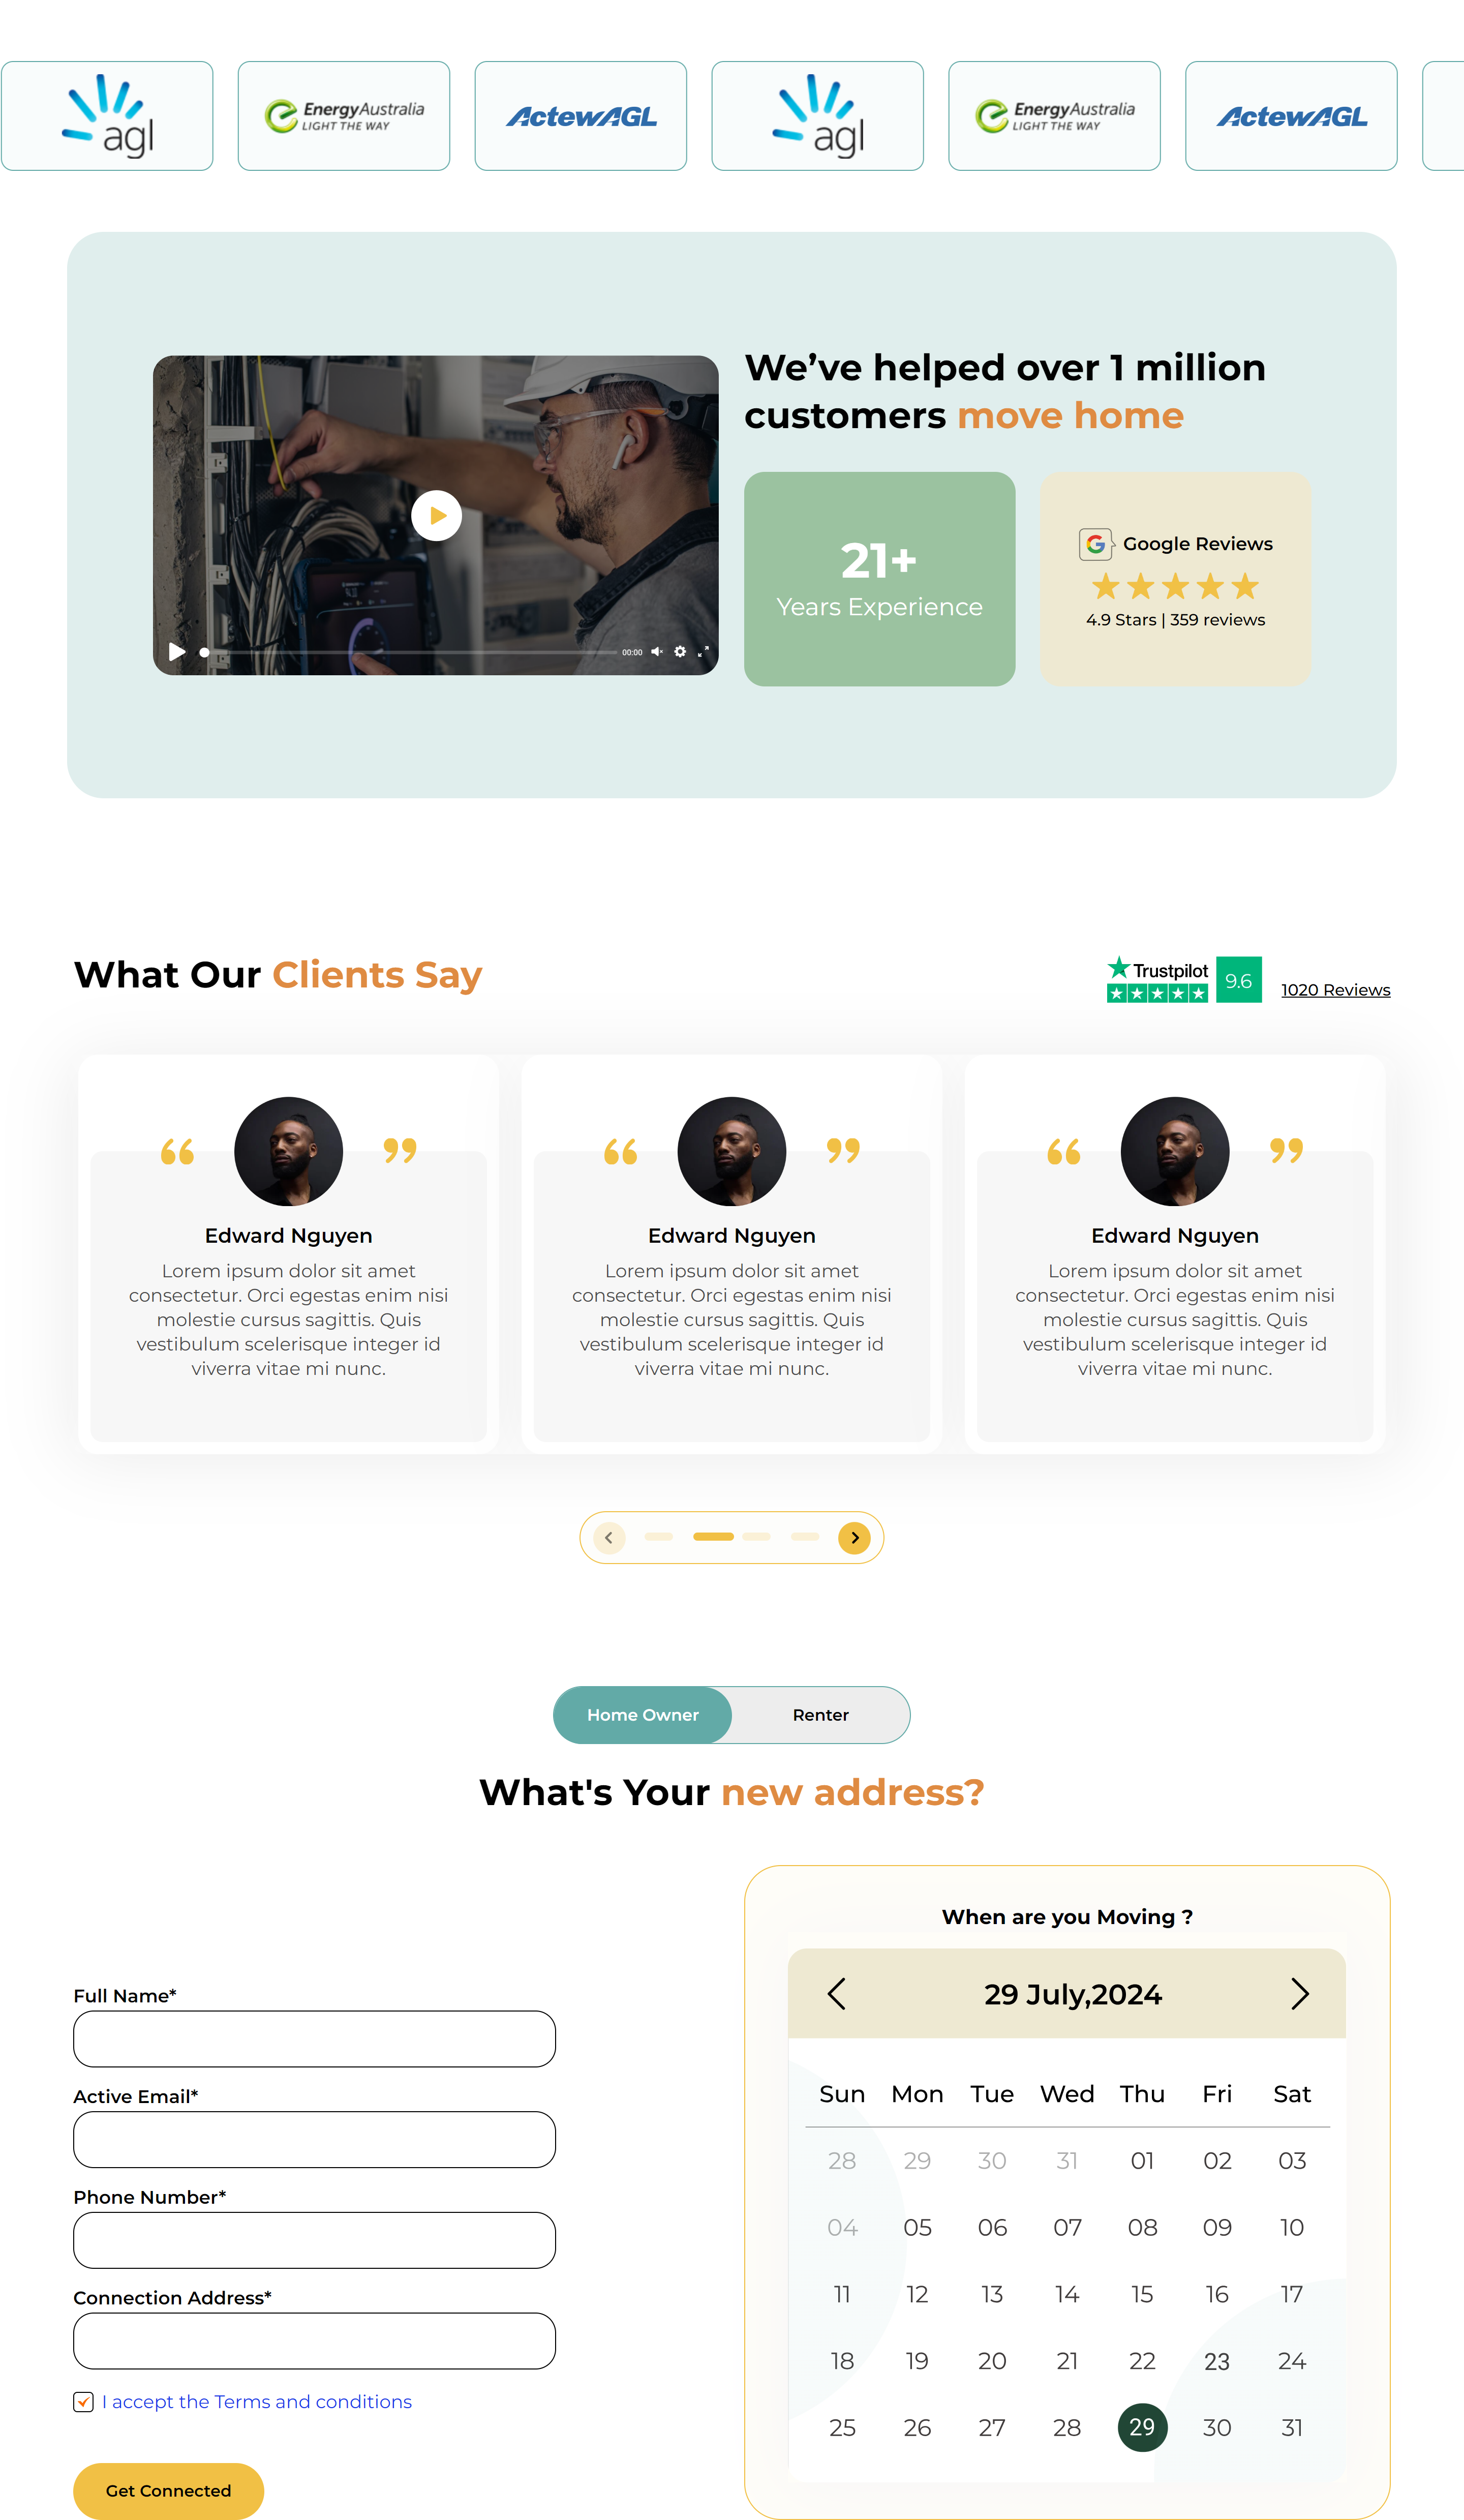 agl
EnergyAustralia
LIGHT THE WAY
ActewAGL
agl
EnergyAustralia
LIGHT THE WAY
ActewAGL
We’ve helped over 1 million
customers move home
00:00
21+
Years Experience
Google Reviews
4.9 Stars | 359 reviews
What Our Clients Say
Trustpilot
9.6
1020 Reviews
Edward Nguyen
Lorem ipsum dolor sit amet
consectetur. Orci egestas enim nisi
molestie cursus sagittis. Quis
vestibulum scelerisque integer id
viverra vitae mi nunc.
Edward Nguyen
Lorem ipsum dolor sit amet
consectetur. Orci egestas enim nisi
molestie cursus sagittis. Quis
vestibulum scelerisque integer id
viverra vitae mi nunc.
Edward Nguyen
Lorem ipsum dolor sit amet
consectetur. Orci egestas enim nisi
molestie cursus sagittis. Quis
vestibulum scelerisque integer id
viverra vitae mi nunc.
Home Owner
Renter
What's Your new address?
Full Name*
Active Email*
Phone Number*
Connection Address*
I accept the Terms and conditions
Get Connected
When are you Moving ?
29 July,2024
Sun Mon Tue Wed Thu Fri Sat
28 29 30 31 01 02 03
04 05 06 07 08 09 10
11 12 13 14 15 16 17
18 19 20 21 22 23 24
25 26 27 28 29 30 31